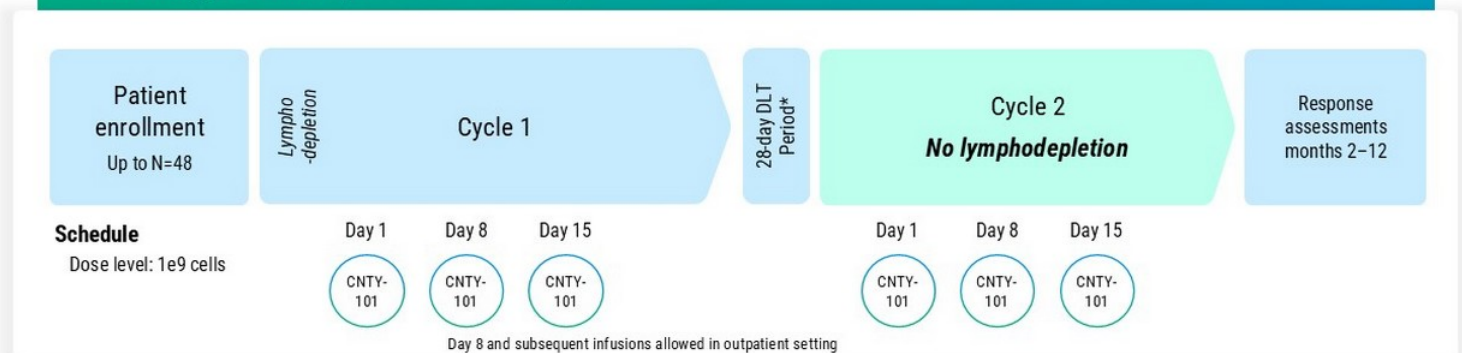 Patient
enrollment
Up to N=48
Lympho
-depletion
Cycle 1
28-day DLT
Period*
Cycle 2
No lymphodepletion
Response
assessments
months 2–12
Schedule
Dose level: 1e9 cells
Day 1
Day 8
Day 15
CNTY-
101
CNTY-
101
CNTY-
101
Day 1
Day 8
Day 15
CNTY-
101
CNTY-
101
CNTY-
101
Day 8 and subsequent infusions allowed in outpatient setting